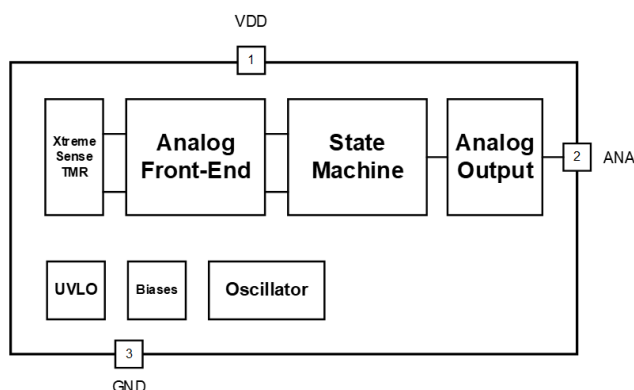 VDD
1
Xtreme
Sense
TMR
Analog
Front-End
State
Machine
Analog
Output
2
ANA
UVLO
Biases
Oscillator
3
GND